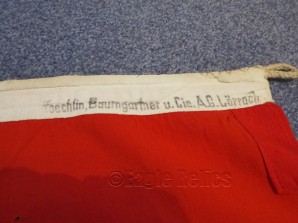 Koechlin, Baumgartner u. Cie. A.G. Lörrach
© Eagle Relics